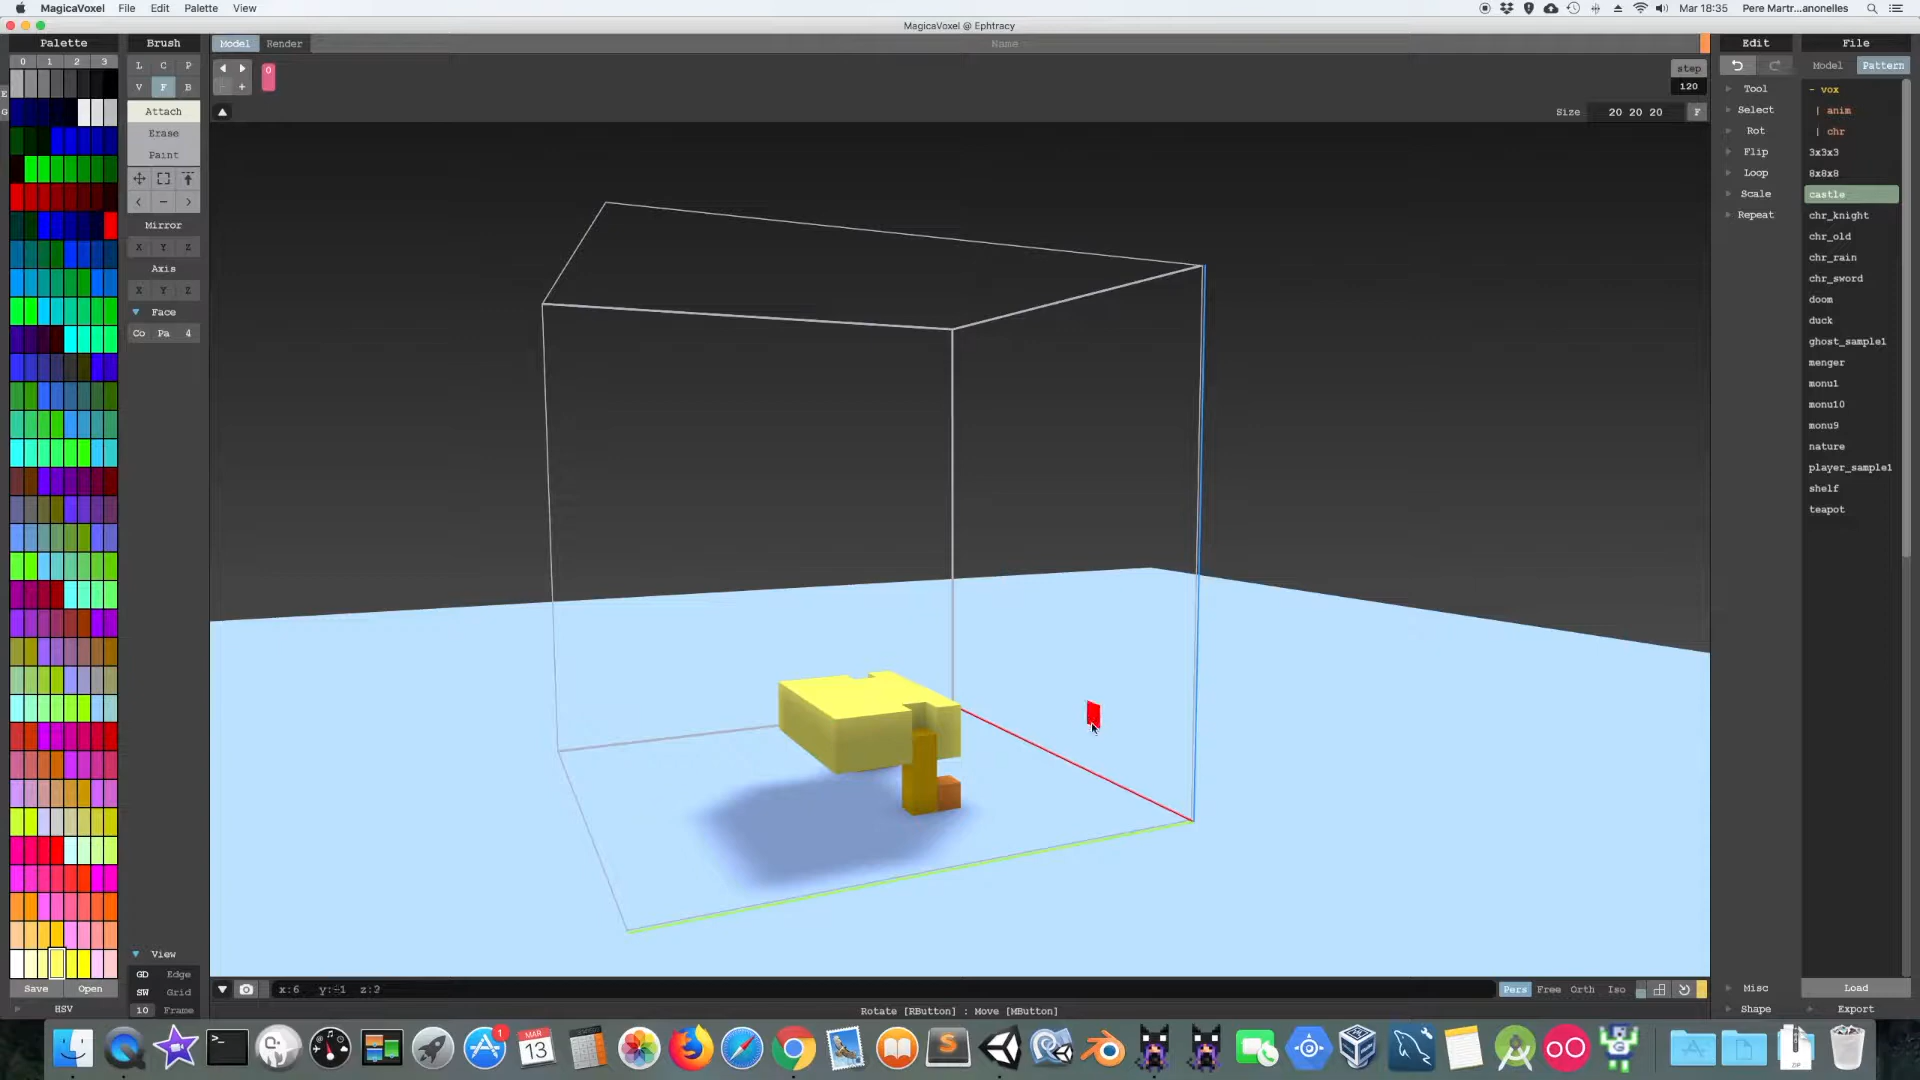 MagicaVoxel File Edit Palette View
Mar 18:35 Pere Martr...anonelles
MagicaVoxel @ Ephtracy
Palette
0 1 2 3
Save Open
HSV
Brush
L C P
V F B
Attach
Erase
Paint
< - >
Mirror
X Y Z
Axis
X Y Z
Face
Co Pa 4
View
GD Edge
SW Grid
10 Frame
Model Render
Name
0
+
step
120
Size 20 20 20 F
x:6 y:-1 z:2
Pers Free Orth Iso
Rotate [RButton] : Move [MButton]
Edit
Tool
Select
Rot
Flip
Loop
Scale
Repeat
Misc
Shape
File
Model Pattern
- vox
| anim
| chr
3x3x3
8x8x8
castle
chr_knight
chr_old
chr_rain
chr_sword
doom
duck
ghost_sample1
menger
monu1
monu10
monu9
nature
player_sample1
shelf
teapot
Load
Export
1
MAR
13